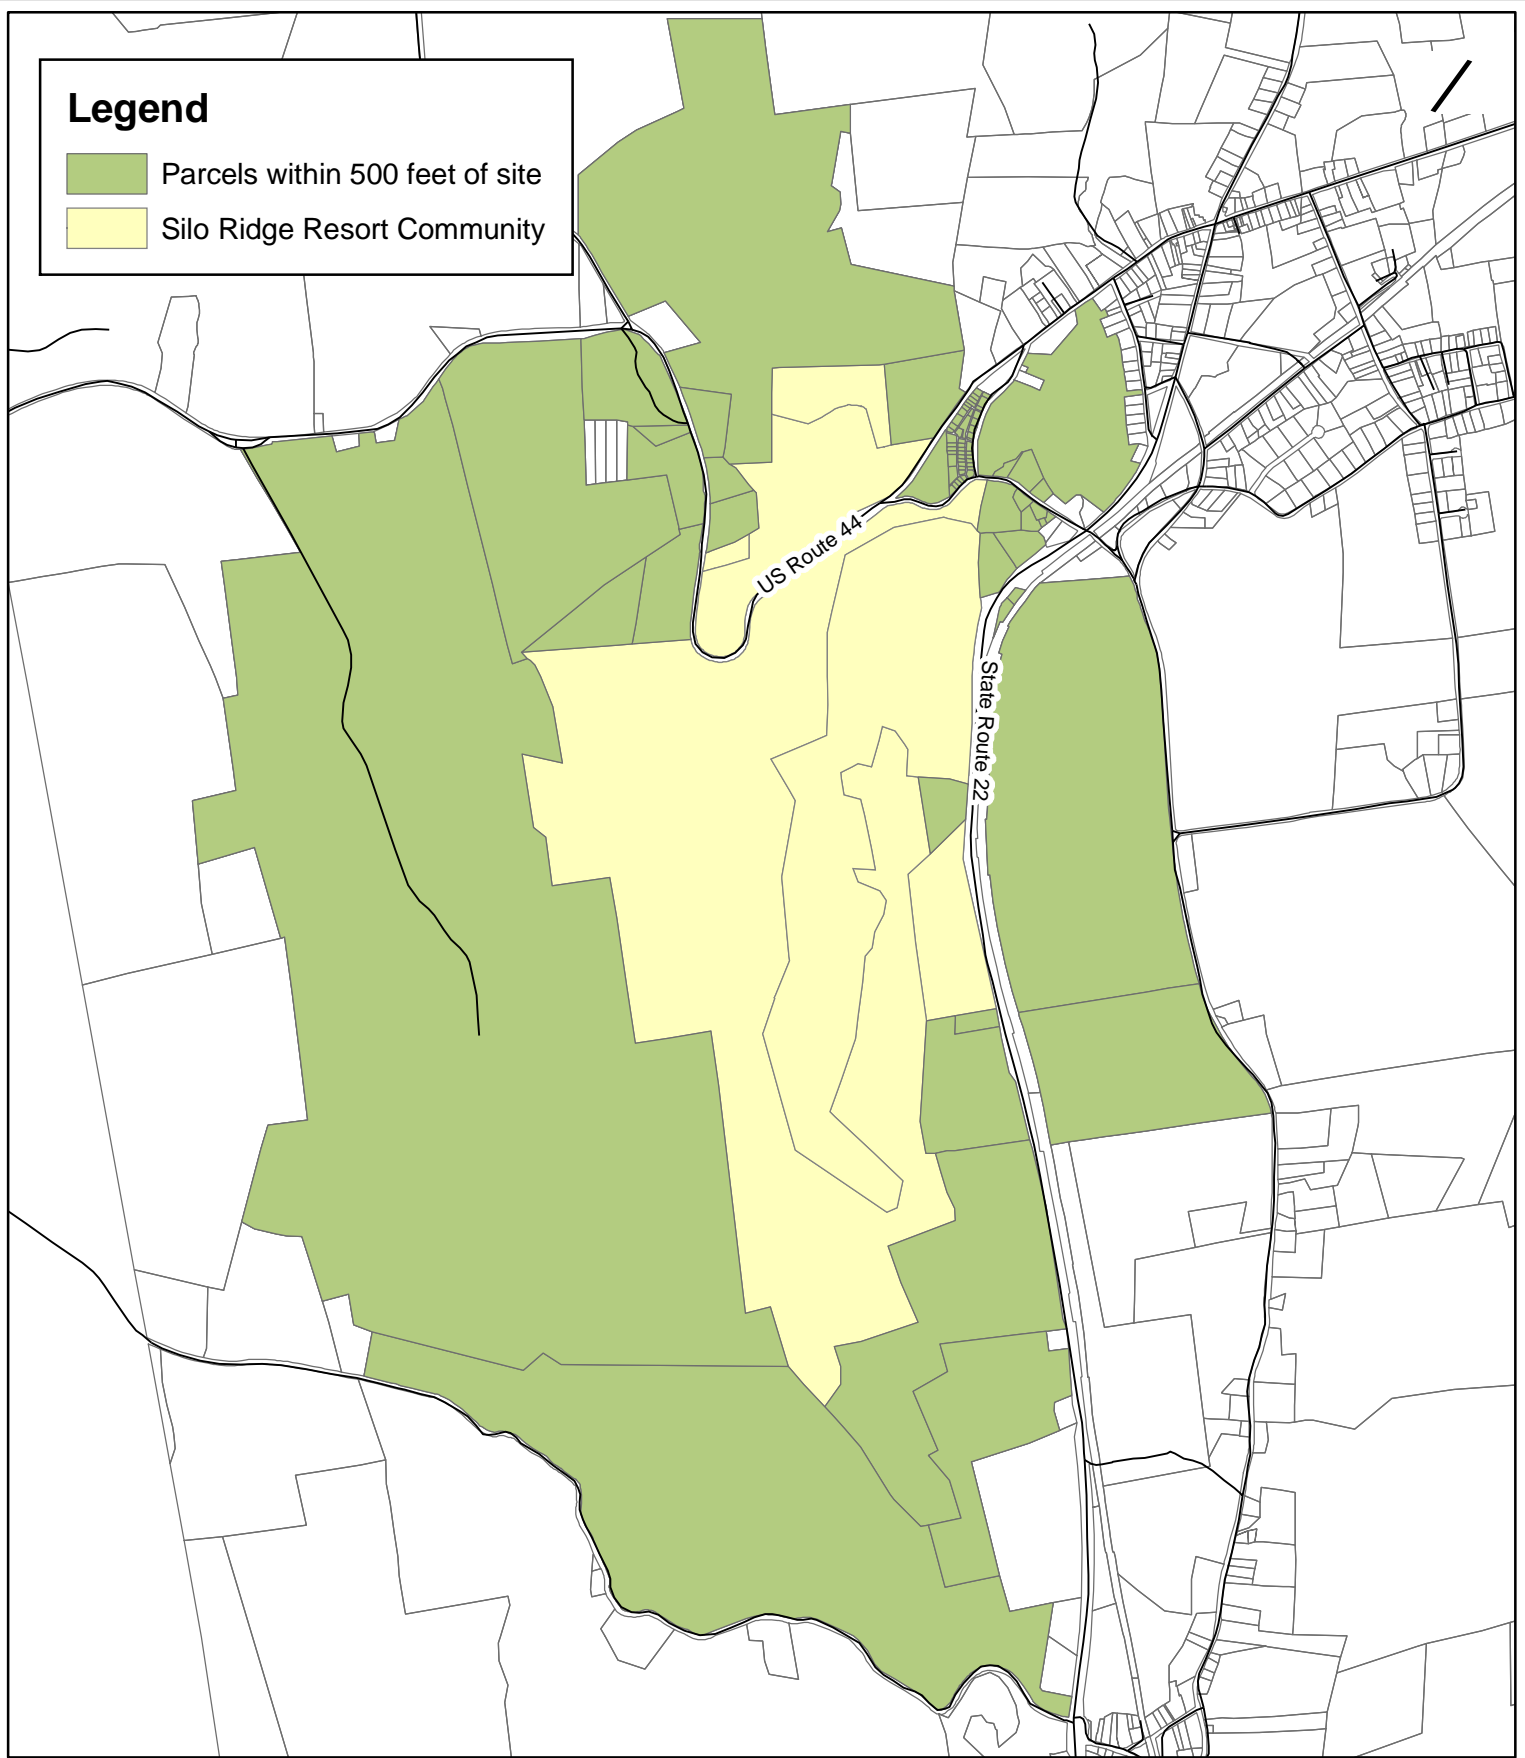 Legend
Parcels within 500 feet of site
Silo Ridge Resort Community
US Route 44
State Route 22